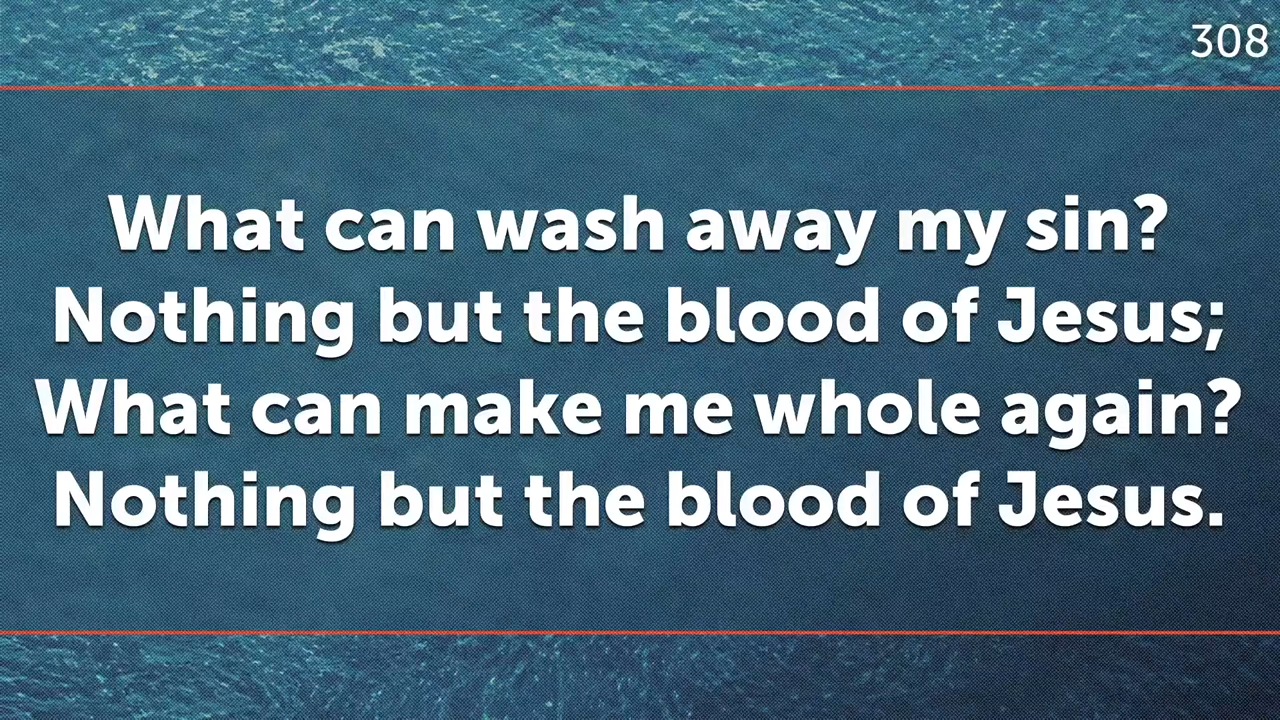 308
What can wash away my sin?
Nothing but the blood of Jesus;
What can make me whole again?
Nothing but the blood of Jesus.